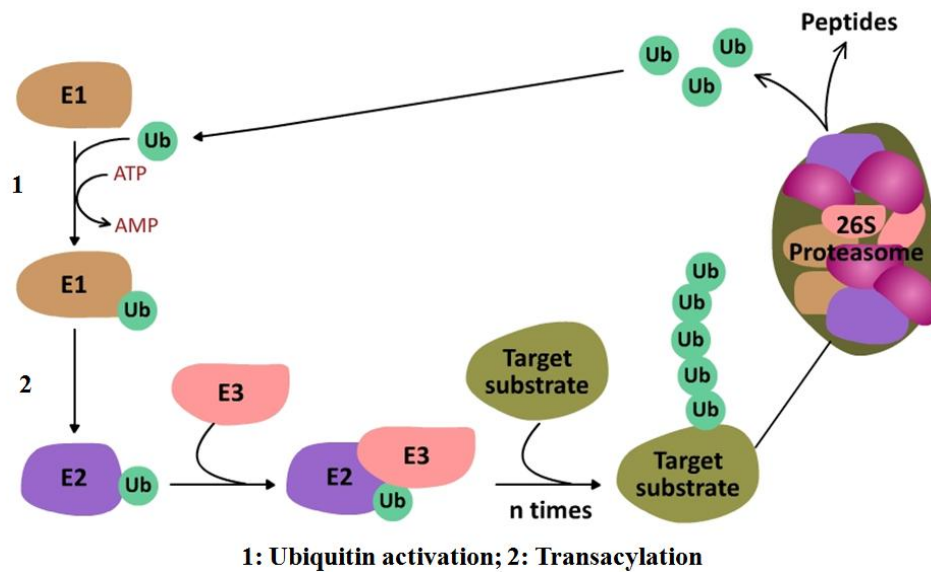 Peptides
Ub
Ub
Ub
E1
Ub
ATP
1
AMP
26S
Proteasome
E1
Ub
Ub
Ub
Ub
Ub
Ub
2
E3
Target
substrate
E2
Ub
E2
E3
Ub
n times
Target
substrate
1: Ubiquitin activation; 2: Transacylation